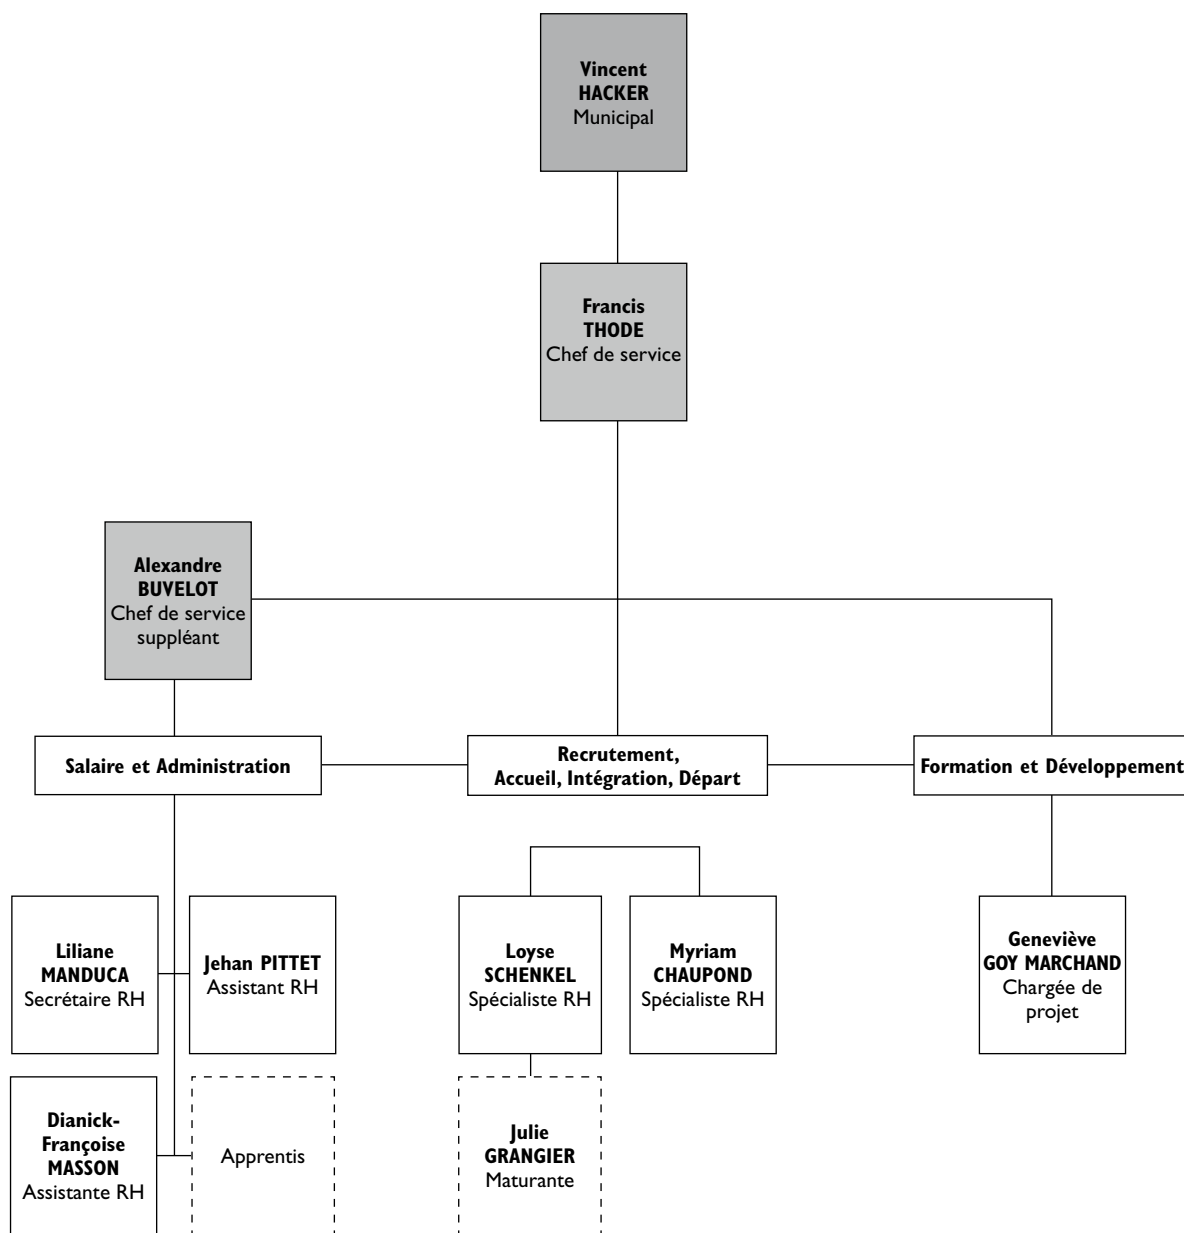 Vincent
HACKER
Municipal
Francis
THODE
Chef de service
Alexandre
BUVELOT
Chef de service
suppléant
Salaire et Administration
Recrutement,
Accueil, Intégration, Départ
Formation et Développement
Liliane
MANDUCA
Secrétaire RH
Jehan PITTET
Assistant RH
Loyse
SCHENKEL
Spécialiste RH
Myriam
CHAUPOND
Spécialiste RH
Geneviève
GOY MARCHAND
Chargée de
projet
Dianick-
Françoise
MASSON
Assistante RH
Apprentis
Julie
GRANGIER
Maturante